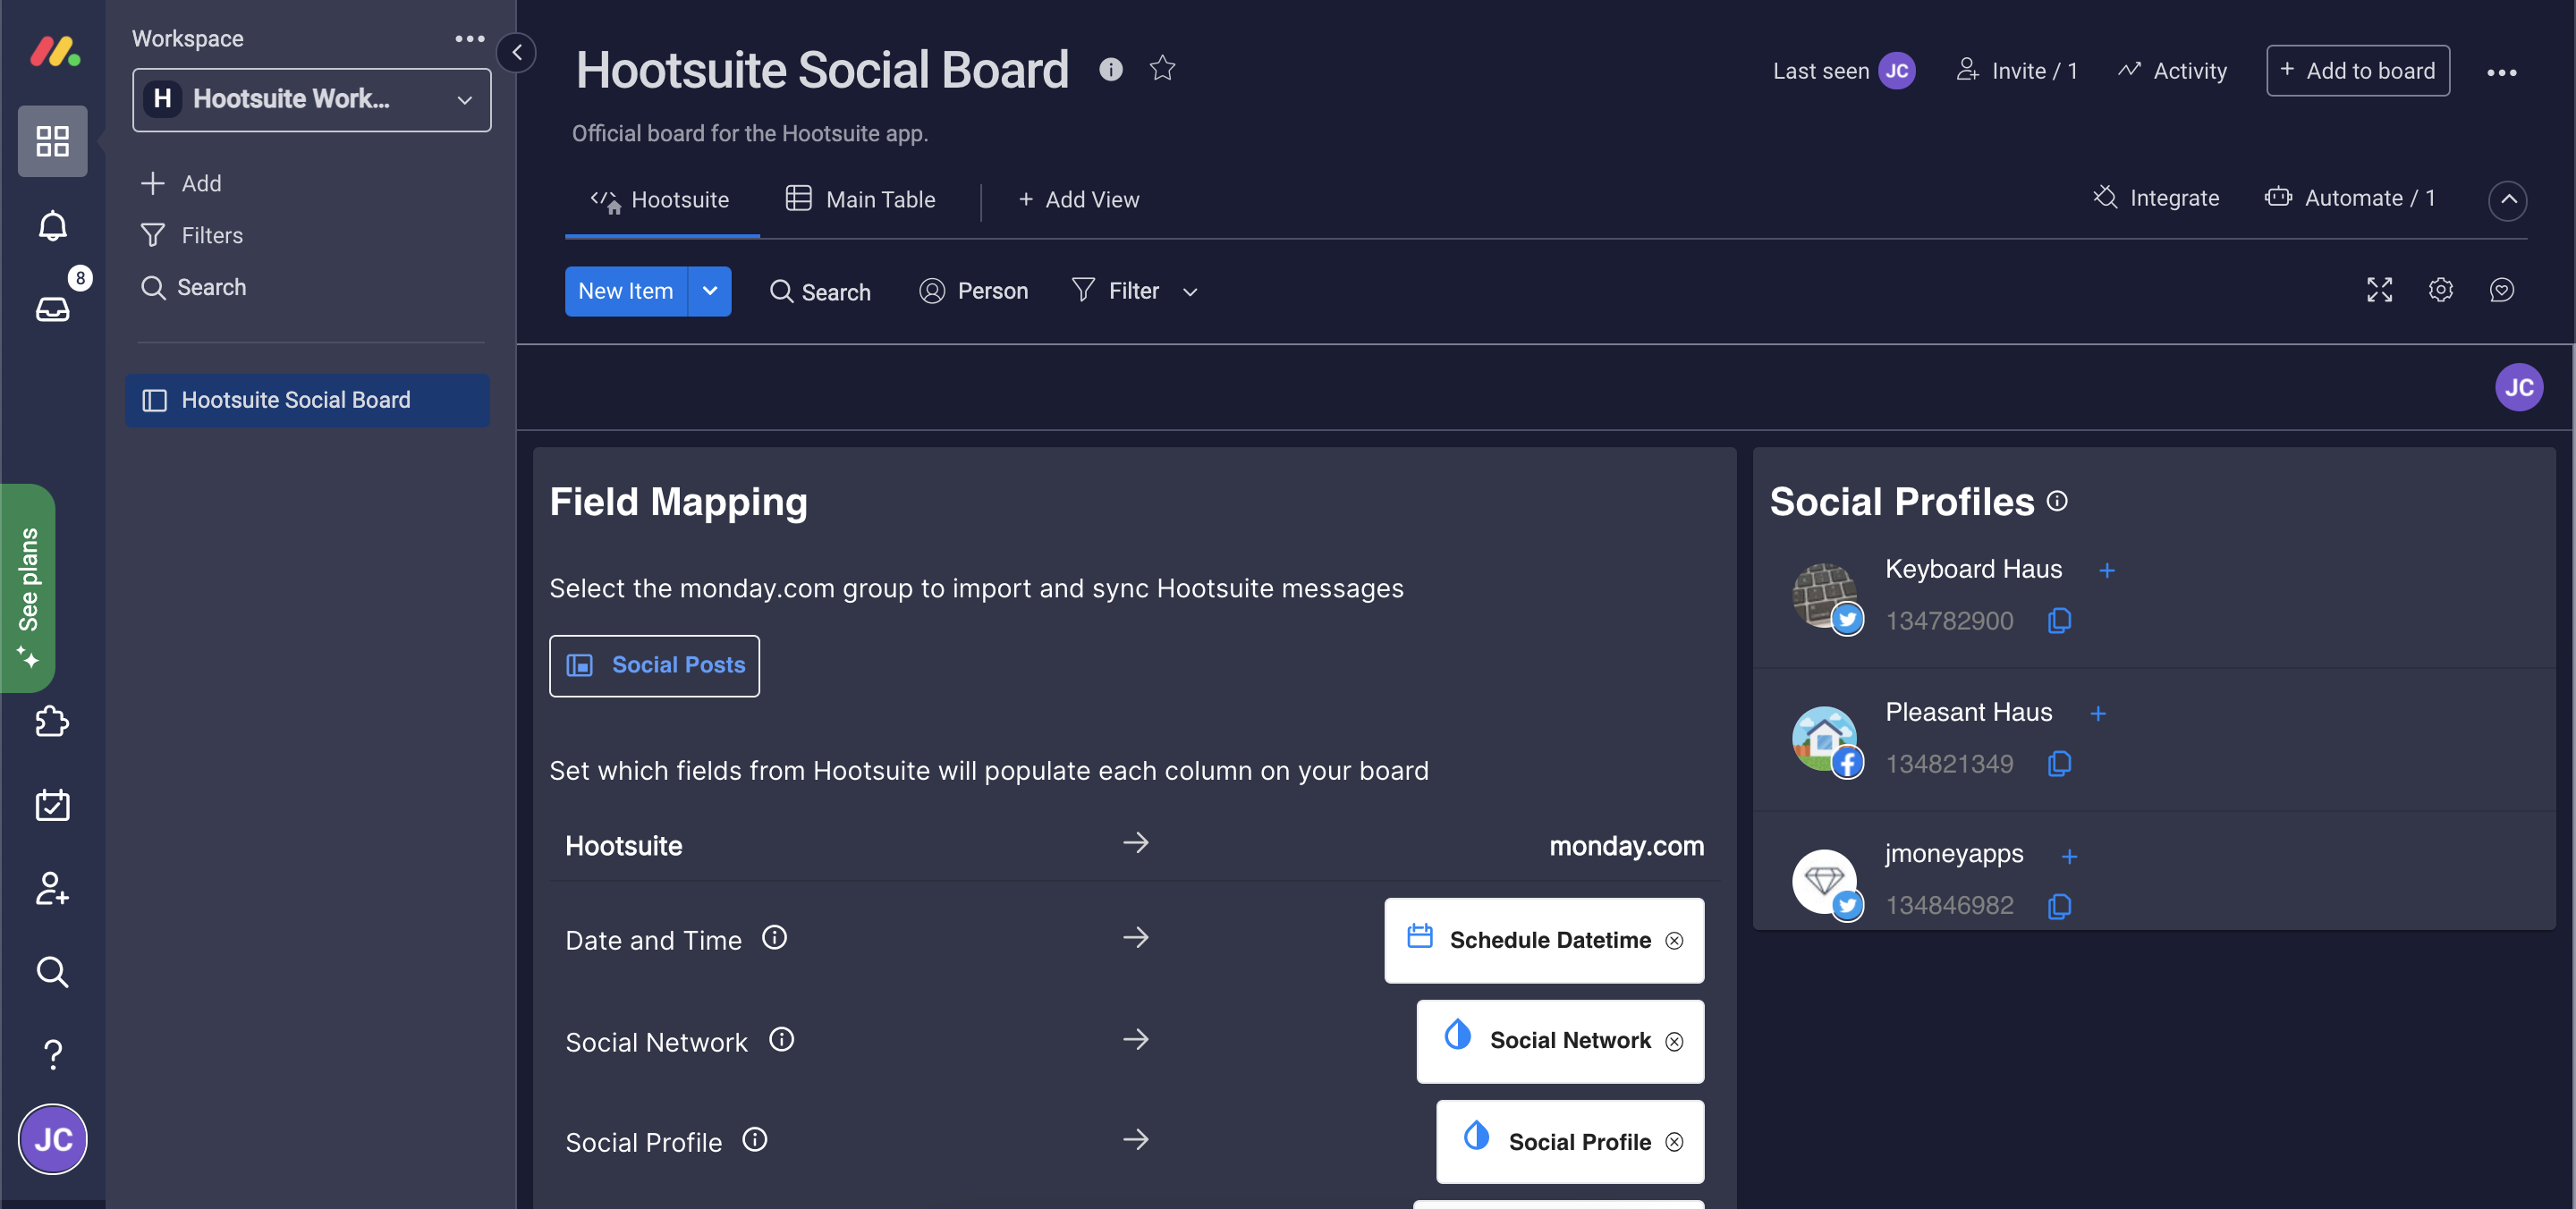 Workspace
H Hootsuite Work...
Add
Filters
Search
8
Hootsuite Social Board
See plans
JC
Hootsuite Social Board
Official board for the Hootsuite app.
Last seen JC Invite / 1 Activity + Add to board
Hootsuite Main Table + Add View
Integrate Automate / 1
New Item Search Person Filter
JC
Field Mapping
Select the monday.com group to import and sync Hootsuite messages
Social Posts
Set which fields from Hootsuite will populate each column on your board
Hootsuite → monday.com
Date and Time → Schedule Datetime
Social Network → Social Network
Social Profile → Social Profile
Social Profiles
Keyboard Haus +
134782900
Pleasant Haus +
134821349
jmoneyapps +
134846982